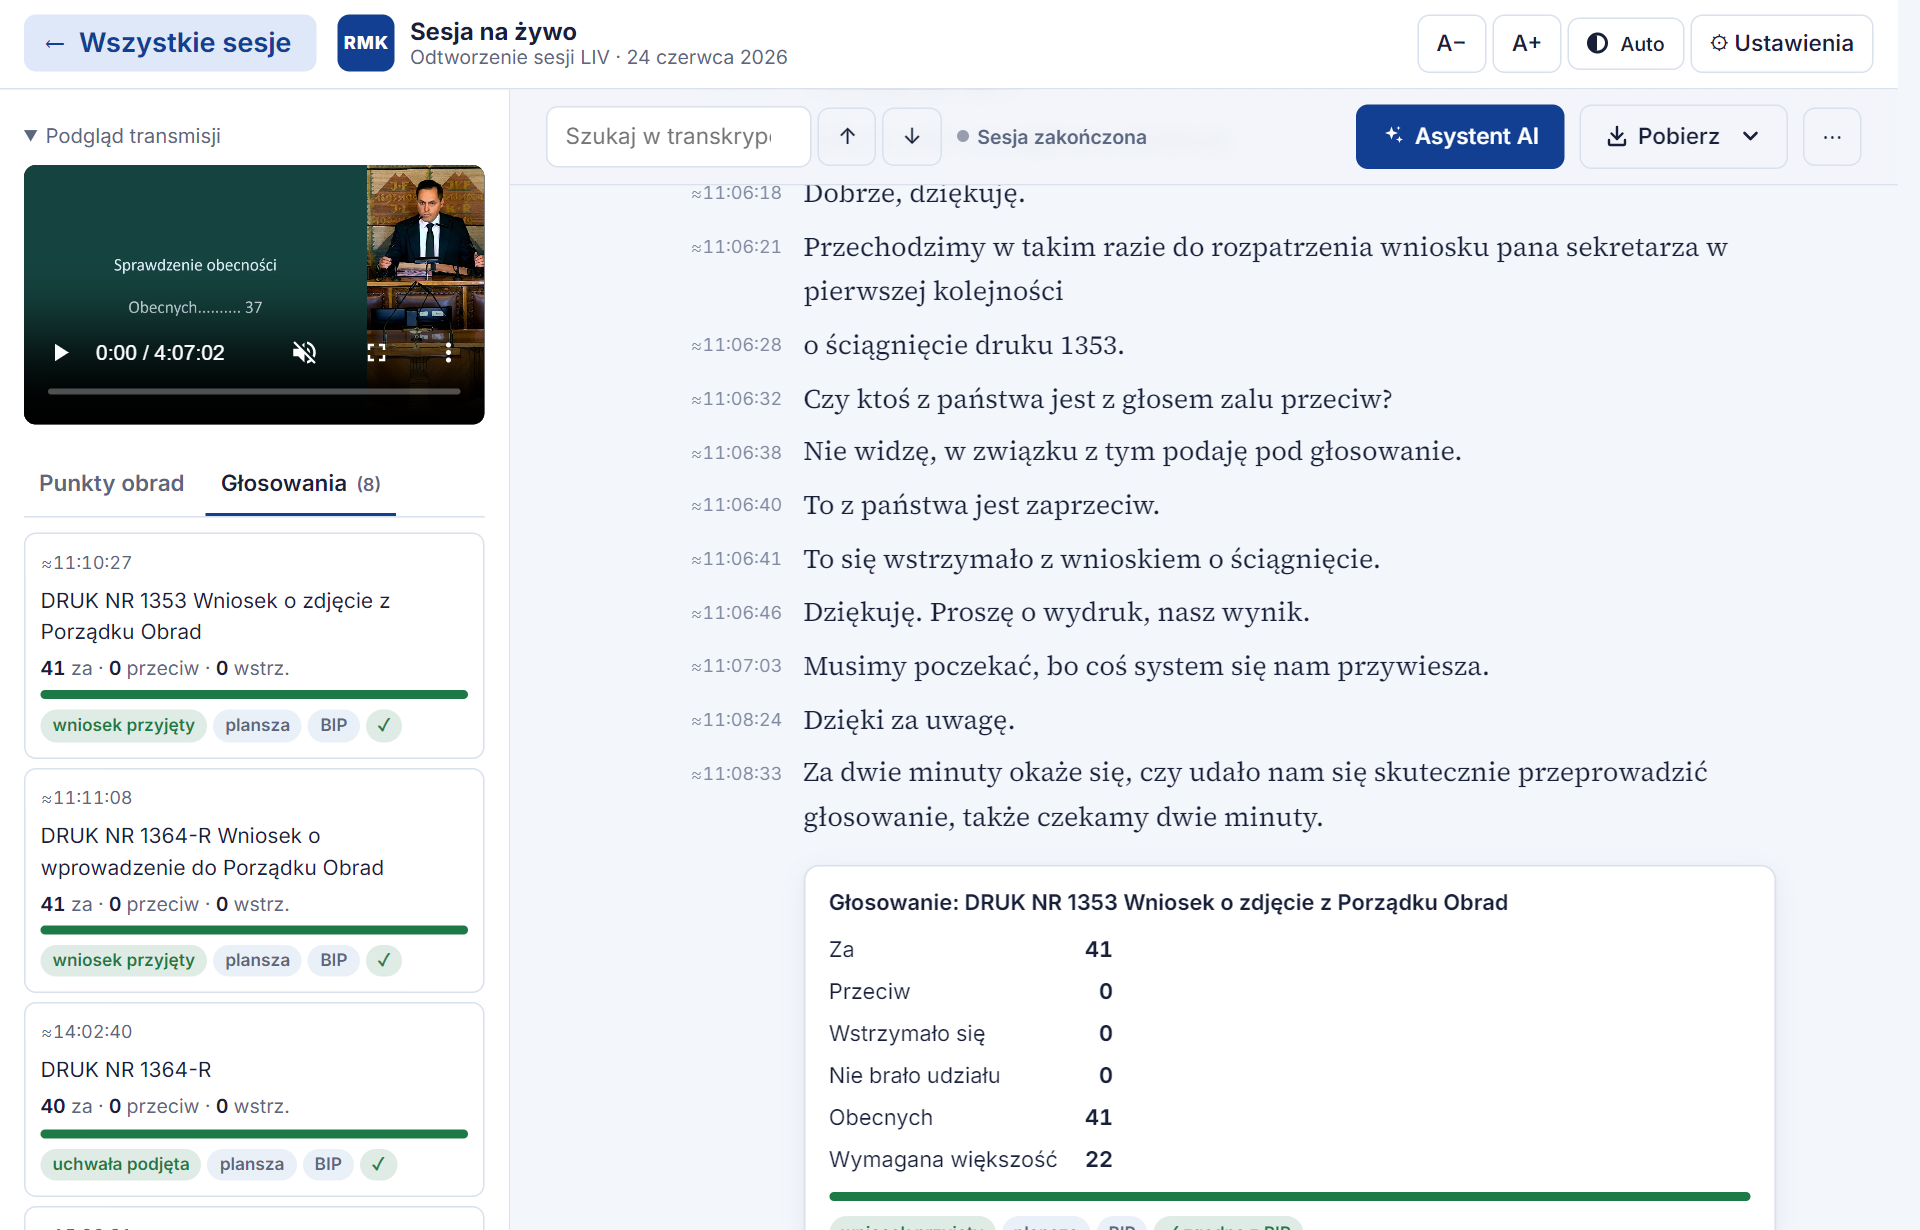 ← Wszystkie sesje
RMK
Sesja na żywo
Odtworzenie sesji LIV · 24 czerwca 2026
A−
A+
Auto
Ustawienia
▼ Podgląd transmisji
Sprawdzenie obecności
Obecnych.......... 37
0:00 / 4:07:02
Punkty obrad
Głosowania (8)
≈11:10:27
DRUK NR 1353 Wniosek o zdjęcie z
Porządku Obrad
41 za · 0 przeciw · 0 wstrz.
wniosek przyjęty plansza BIP ✓
≈11:11:08
DRUK NR 1364-R Wniosek o
wprowadzenie do Porządku Obrad
41 za · 0 przeciw · 0 wstrz.
wniosek przyjęty plansza BIP ✓
≈14:02:40
DRUK NR 1364-R
40 za · 0 przeciw · 0 wstrz.
uchwała podjęta plansza BIP ✓
Szukaj w transkryp
↑
↓
Sesja zakończona
Asystent AI
Pobierz
...
≈11:06:18 Dobrze, dziękuję.
≈11:06:21 Przechodzimy w takim razie do rozpatrzenia wniosku pana sekretarza w
pierwszej kolejności
≈11:06:28 o ściągnięcie druku 1353.
≈11:06:32 Czy ktoś z państwa jest z głosem zalu przeciw?
≈11:06:38 Nie widzę, w związku z tym podaję pod głosowanie.
≈11:06:40 To z państwa jest zaprzeciw.
≈11:06:41 To się wstrzymało z wnioskiem o ściągnięcie.
≈11:06:46 Dziękuję. Proszę o wydruk, nasz wynik.
≈11:07:03 Musimy poczekać, bo coś system się nam przywiesza.
≈11:08:24 Dzięki za uwagę.
≈11:08:33 Za dwie minuty okaże się, czy udało nam się skutecznie przeprowadzić
głosowanie, także czekamy dwie minuty.
Głosowanie: DRUK NR 1353 Wniosek o zdjęcie z Porządku Obrad
Za 41
Przeciw 0
Wstrzymało się 0
Nie brało udziału 0
Obecnych 41
Wymagana większość 22
wniosek przyjęty plansza BIP ✓ zgodne z BIP